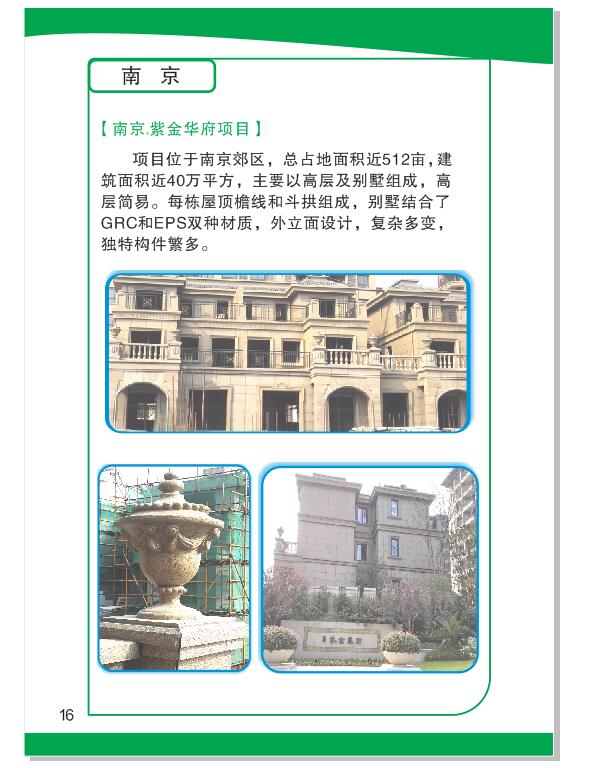 南 京
【南京.紫金华府项目】
项目位于南京郊区，总占地面积近512亩，建
筑面积近40万平方，主要以高层及别墅组成，高
层简易。每栋屋顶檐线和斗拱组成，别墅结合了
GRC和EPS双种材质，外立面设计，复杂多变，
独特构件繁多。
府華金紫
16